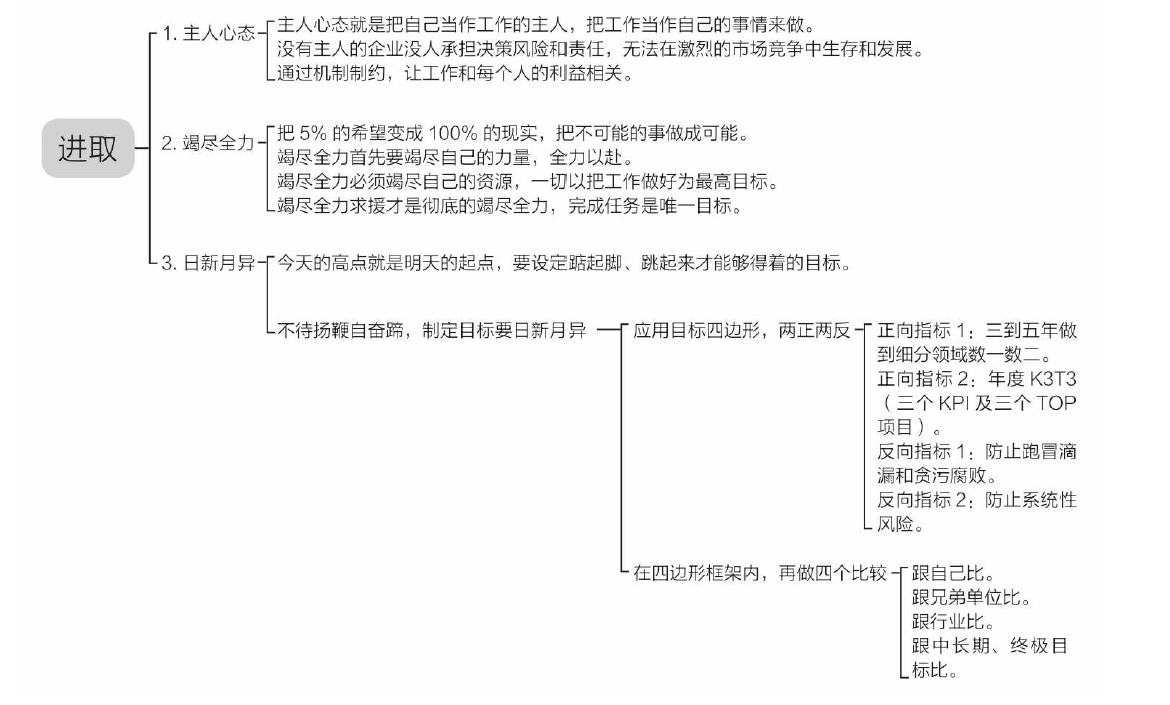 进取
1. 主人心态
主人心态就是把自己当作工作的主人，把工作当作自己的事情来做。
没有主人的企业没人承担决策风险和责任，无法在激烈的市场竞争中生存和发展。
通过机制制约，让工作和每个人的利益相关。
2. 竭尽全力
把 5% 的希望变成 100% 的现实，把不可能的事做成可能。
竭尽全力首先要竭尽自己的力量，全力以赴。
竭尽全力必须竭尽自己的资源，一切以把工作做好为最高目标。
竭尽全力求援才是彻底的竭尽全力，完成任务是唯一目标。
3. 日新月异
今天的高点就是明天的起点，要设定踮起脚、跳起来才能够得着的目标。
不待扬鞭自奋蹄，制定目标要日新月异
应用目标四边形，两正两反
正向指标 1：三到五年做
到细分领域数一数二。
正向指标 2：年度 K3T3
（三个 KPI 及三个 TOP
项目）。
反向指标 1：防止跑冒滴
漏和贪污腐败。
反向指标 2：防止系统性
风险。
在四边形框架内，再做四个比较
跟自己比。
跟兄弟单位比。
跟行业比。
跟中长期、终极目
标比。